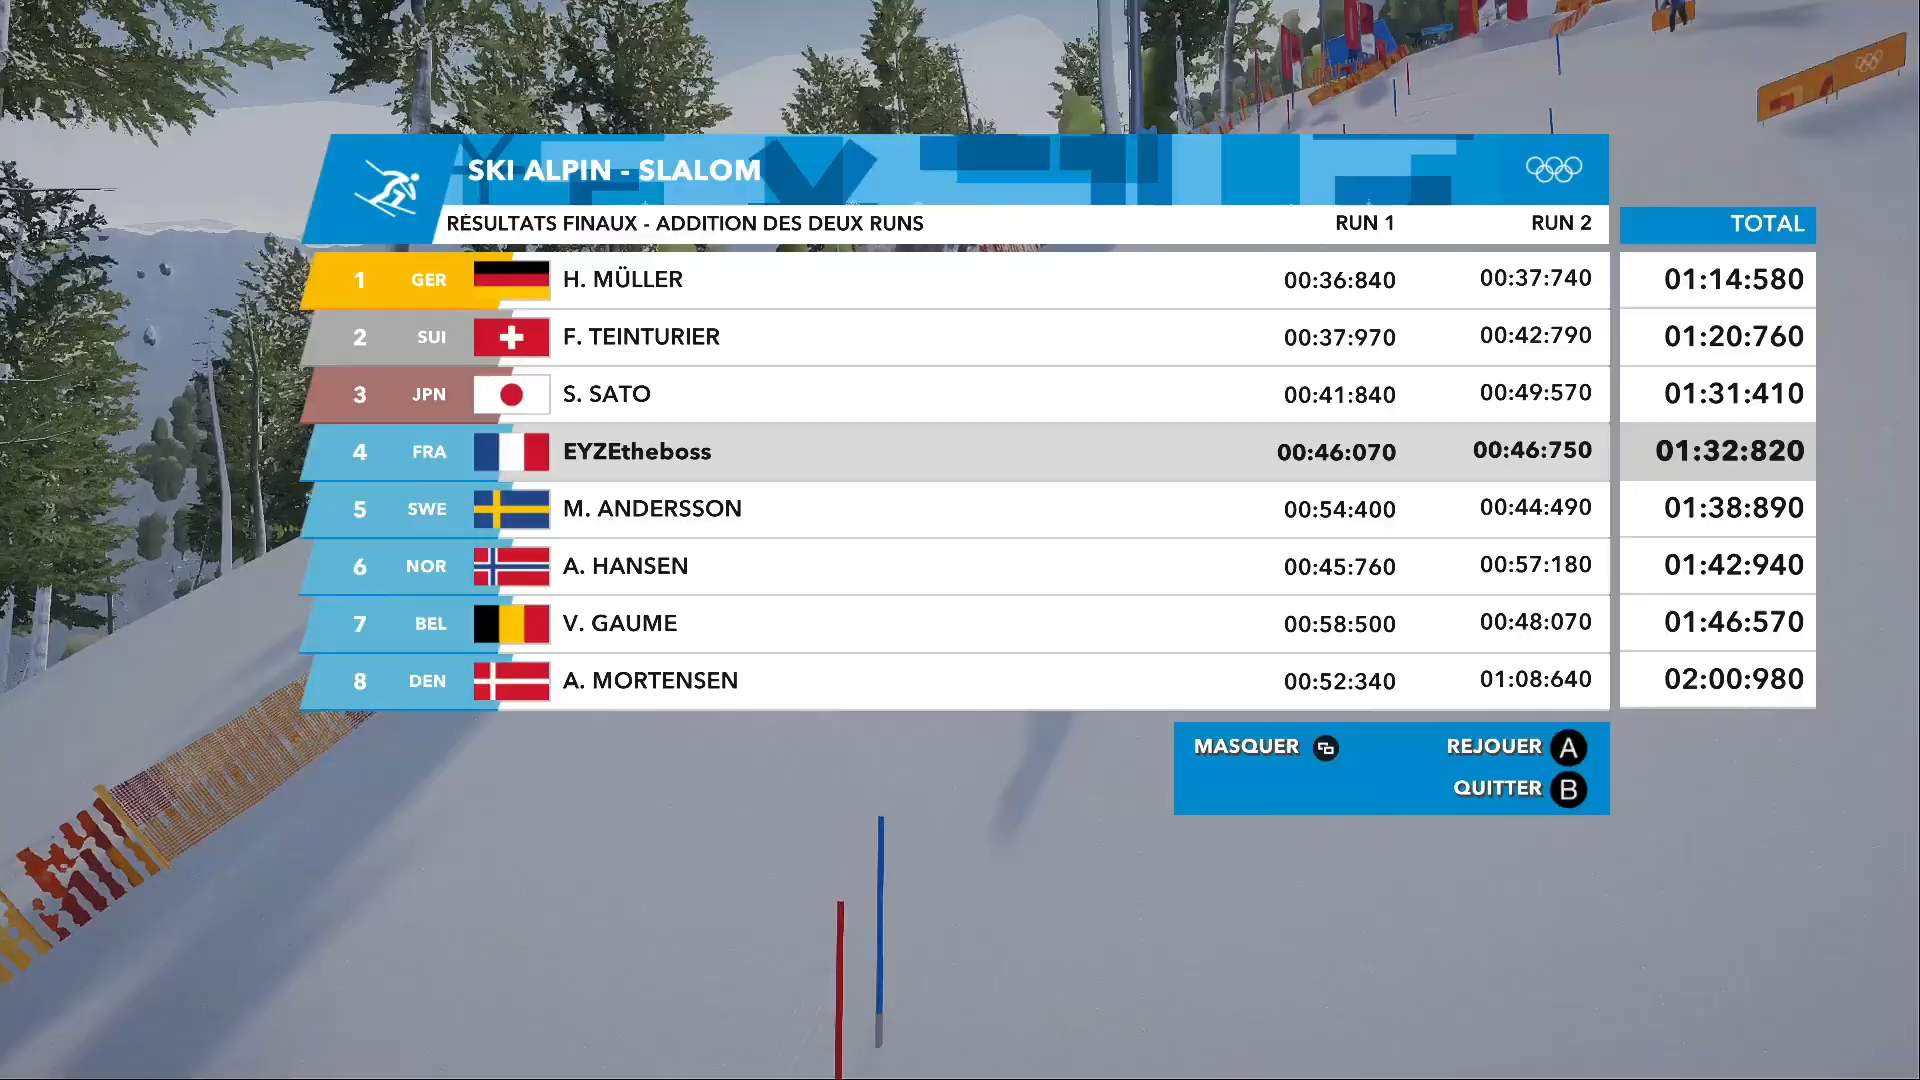 SKI ALPIN - SLALOM
RÉSULTATS FINAUX - ADDITION DES DEUX RUNS RUN 1 RUN 2 TOTAL
1 GER H. MÜLLER 00:36:840 00:37:740 01:14:580
2 SUI F. TEINTURIER 00:37:970 00:42:790 01:20:760
3 JPN S. SATO 00:41:840 00:49:570 01:31:410
4 FRA EYZEtheboss 00:46:070 00:46:750 01:32:820
5 SWE M. ANDERSSON 00:54:400 00:44:490 01:38:890
6 NOR A. HANSEN 00:45:760 00:57:180 01:42:940
7 BEL V. GAUME 00:58:500 00:48:070 01:46:570
8 DEN A. MORTENSEN 00:52:340 01:08:640 02:00:980
MASQUER REJOUER A
QUITTER B